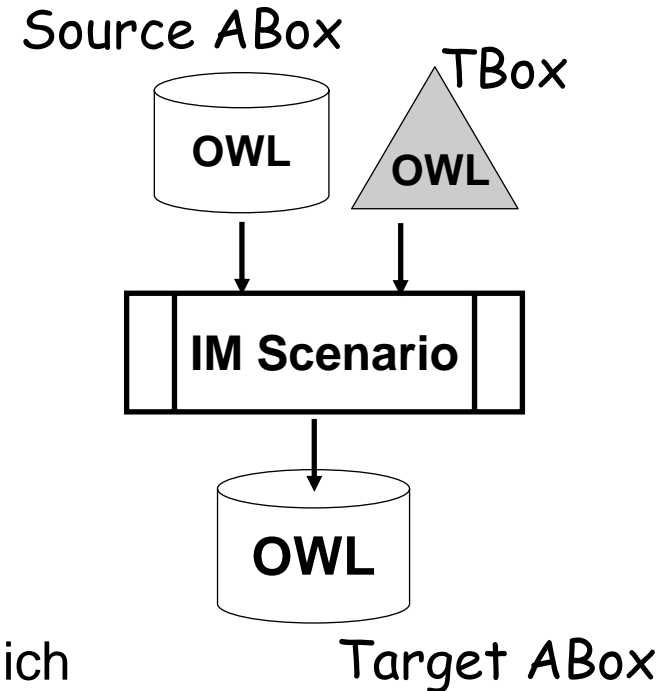 Source ABox
TBox
OWL
OWL
IM Scenario
OWL
ich
Target ABox